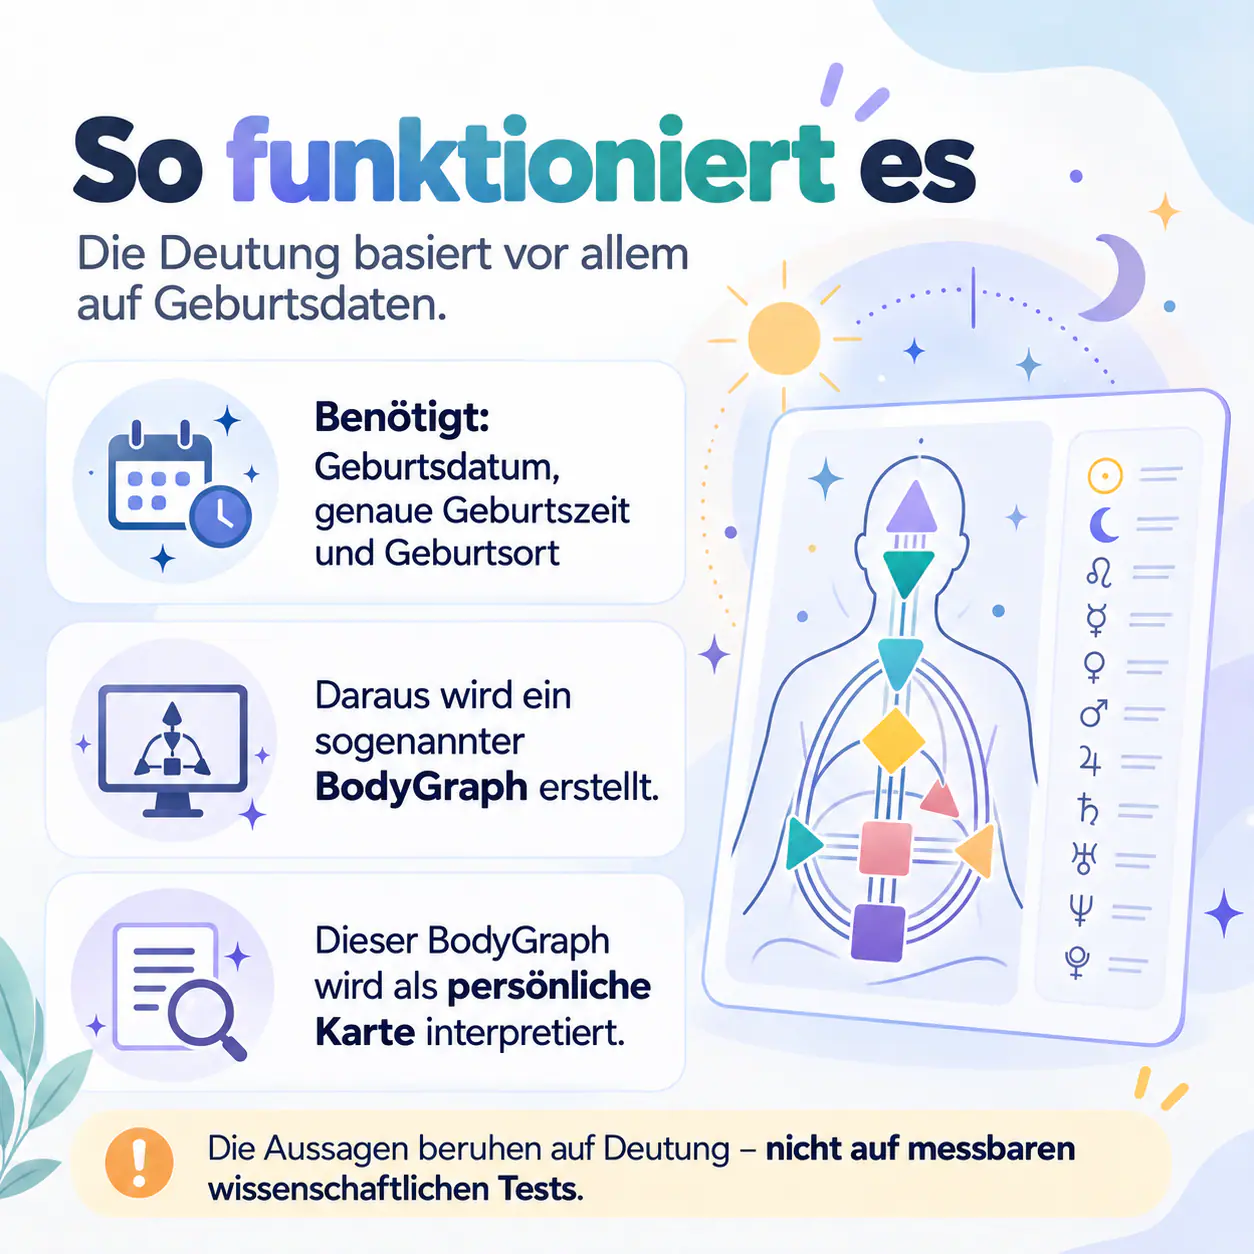 So funktioniert es
Die Deutung basiert vor allem
auf Geburtsdaten.
Benötigt:
Geburtsdatum,
genaue Geburtszeit
und Geburtsort
Daraus wird ein
sogenannter
BodyGraph erstellt.
Dieser BodyGraph
wird als persönliche
Karte interpretiert.
Die Aussagen beruhen auf Deutung – nicht auf messbaren
wissenschaftlichen Tests.